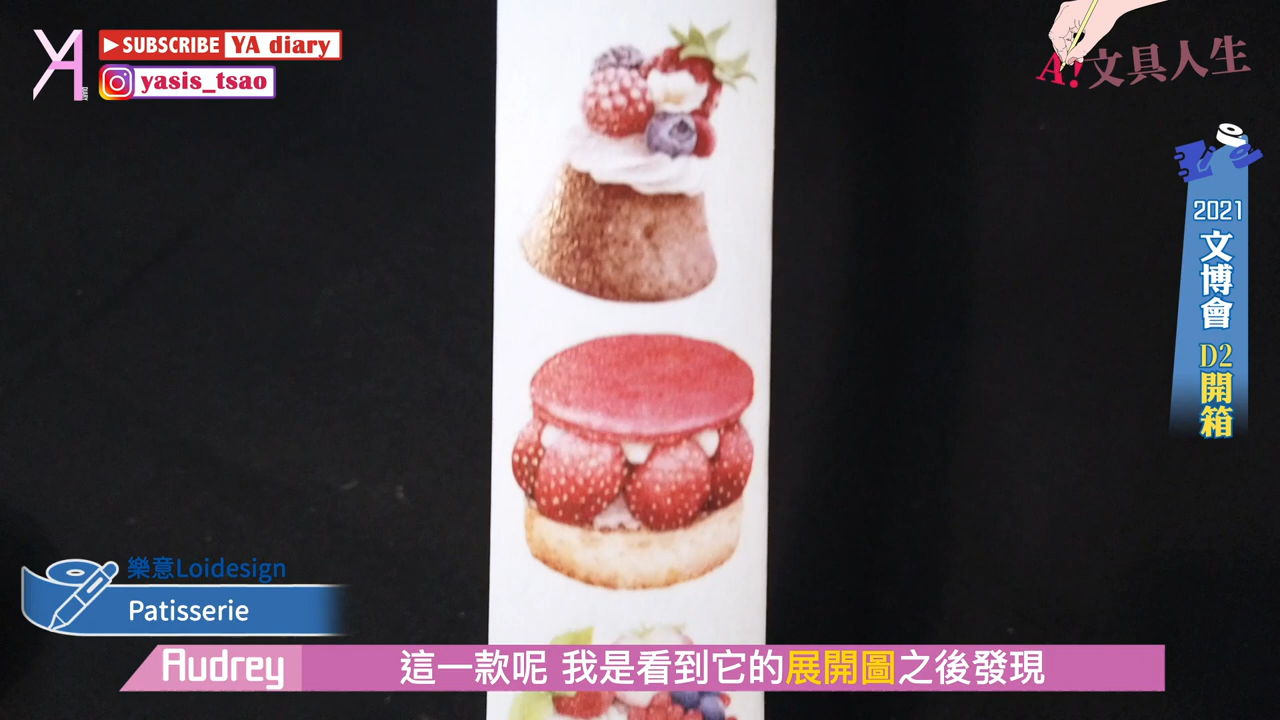 YA
DIARY
SUBSCRIBE YA diary
yasis_tsao
A!文具人生
2021
文博會
D2
開箱
樂意Loidesign
Patisserie
Audrey
這一款呢 我是看到它的展開圖之後發現